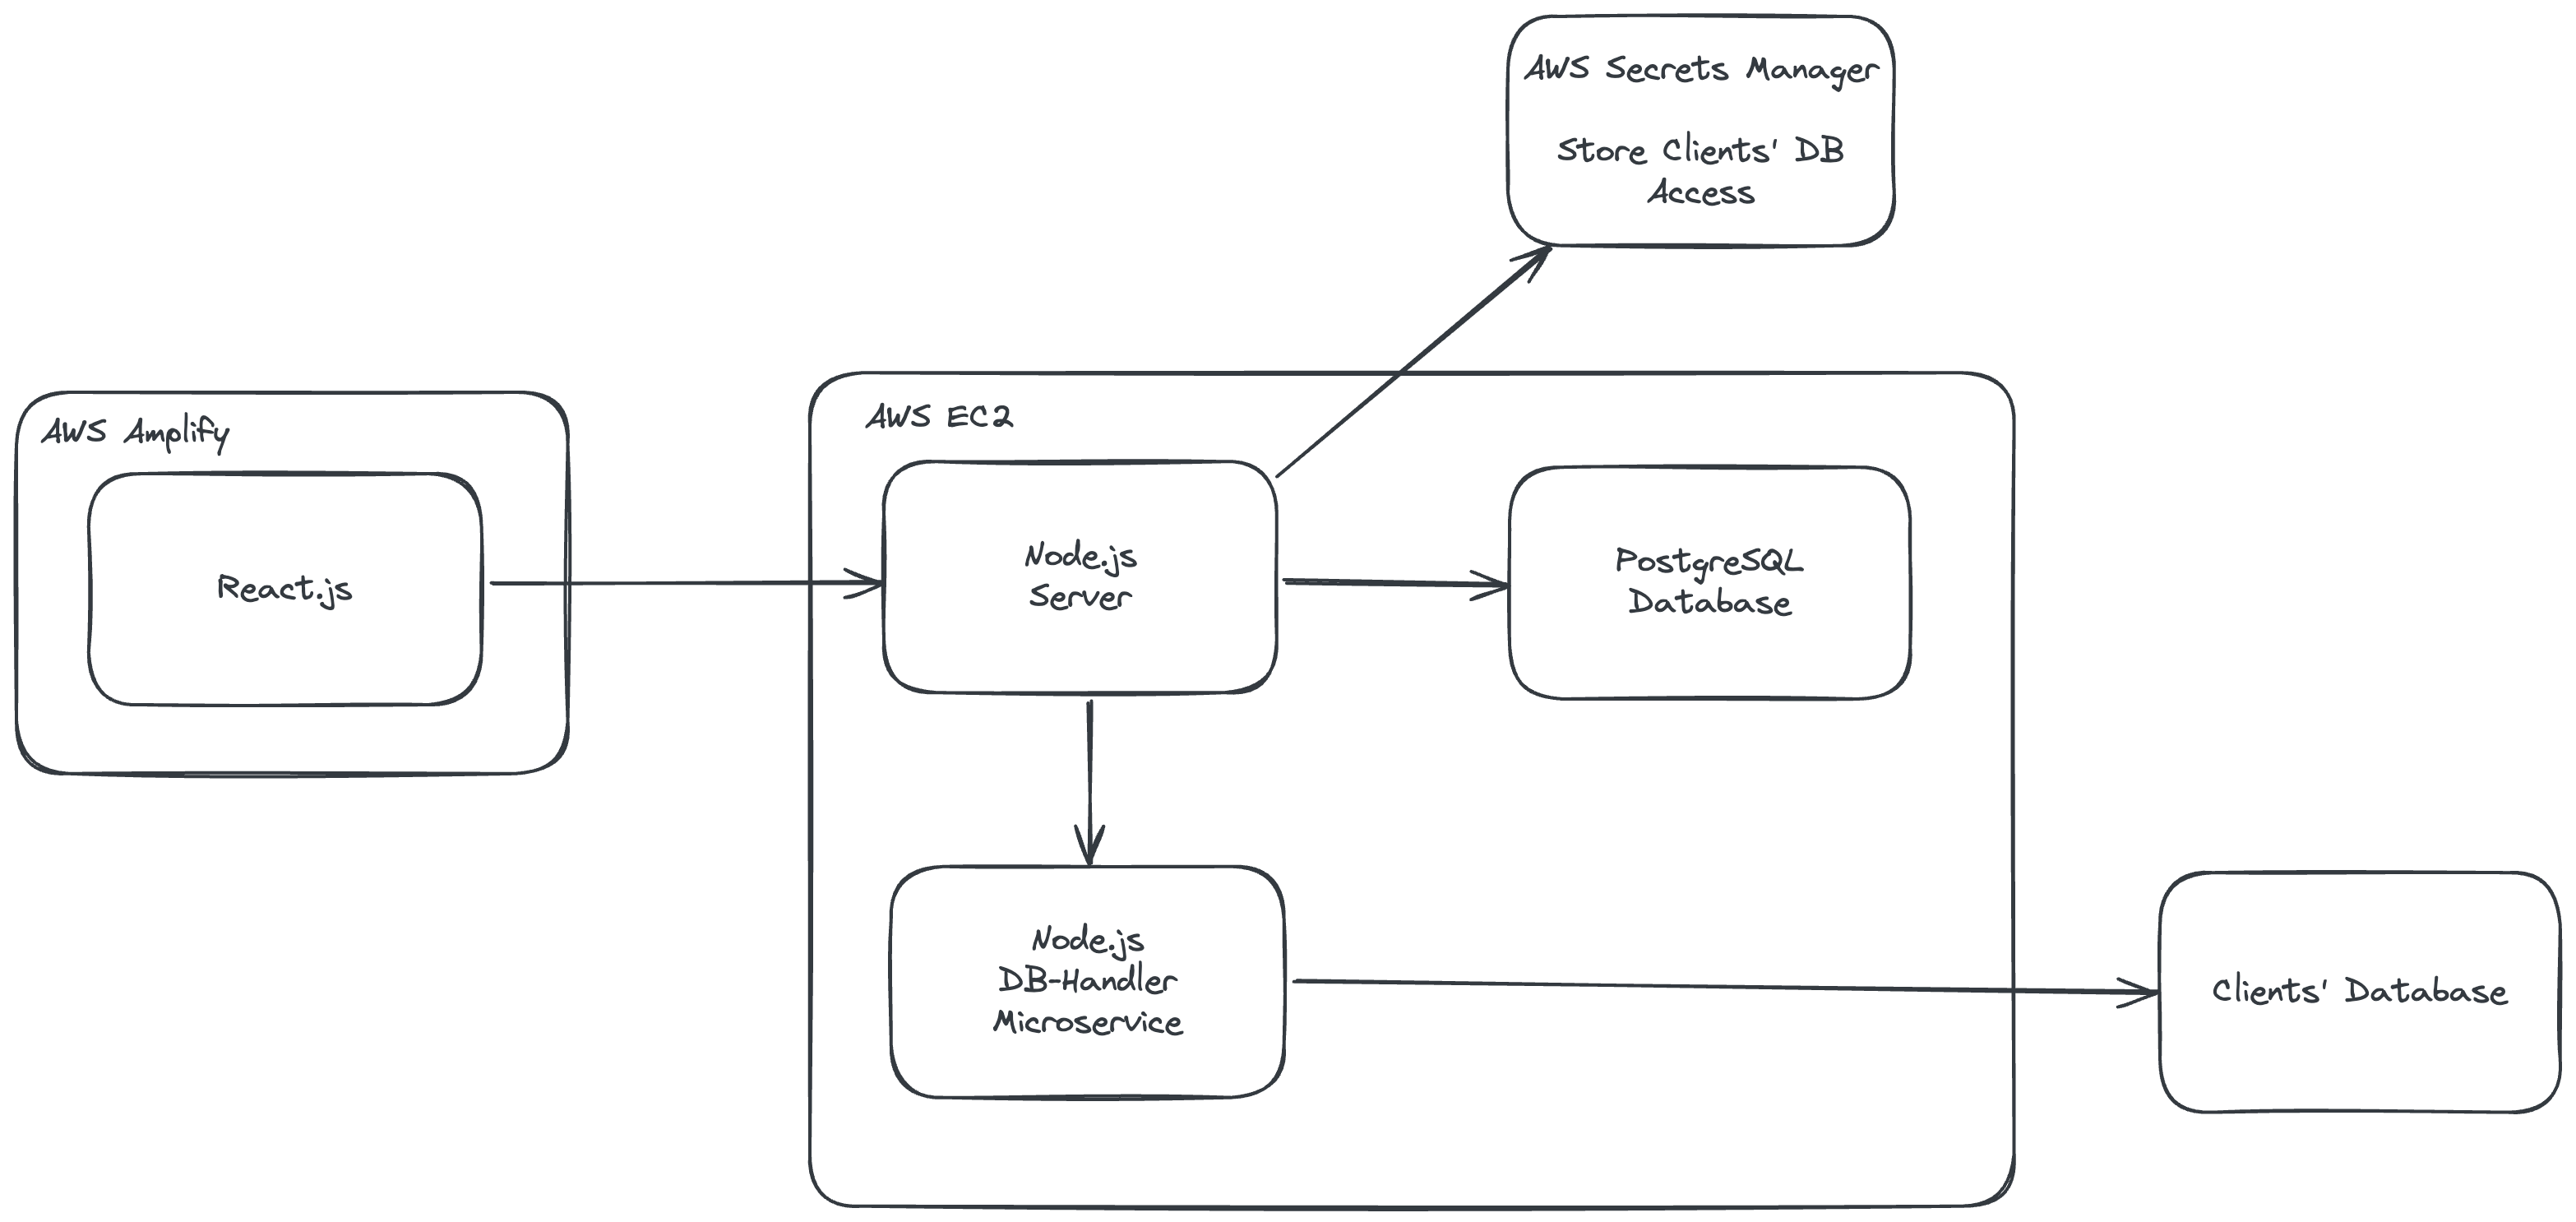 AWS Secrets Manager
Store Clients' DB
Access
AWS Amplify
React.js
AWS EC2
Node.js
Server
PostgreSQL
Database
Node.js
DB-Handler
Microservice
Clients' Database